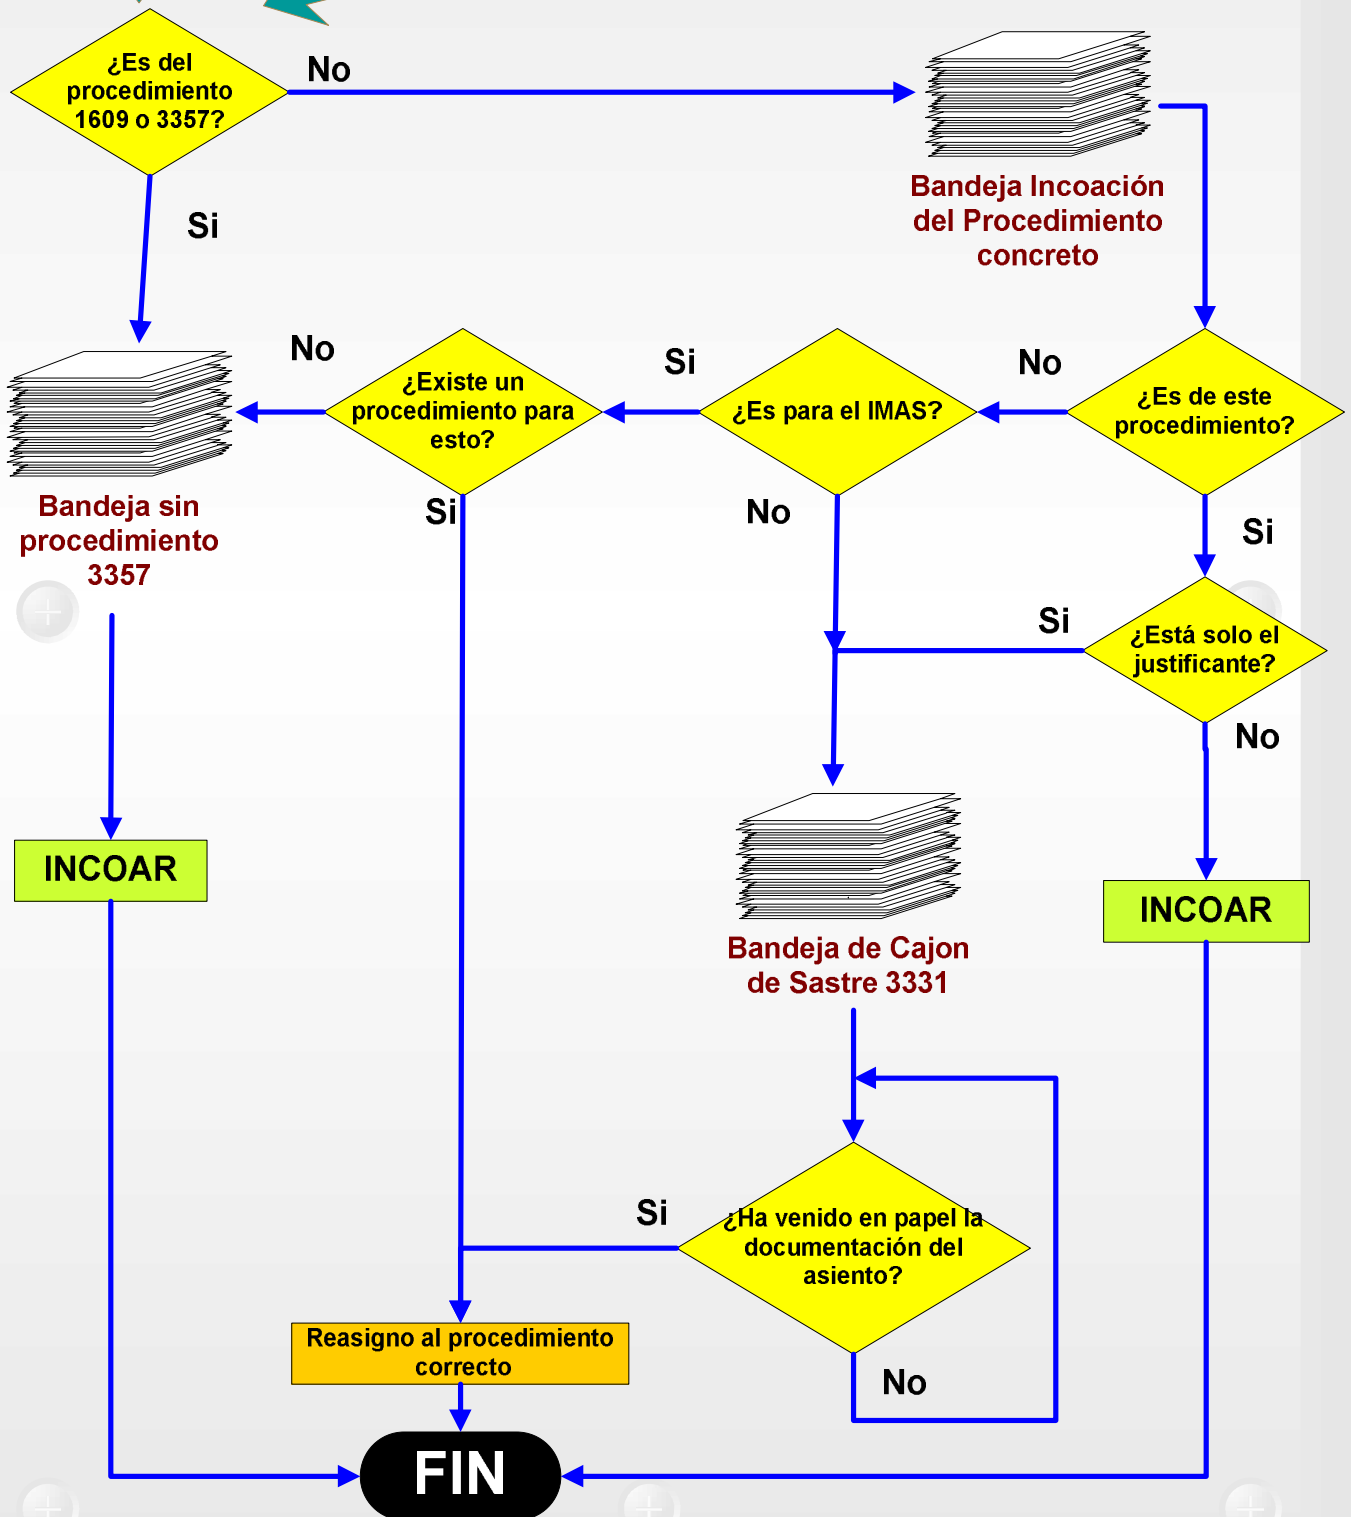 ¿Es del
procedimiento
1609 o 3357?
No
Si
Bandeja Incoación
del Procedimiento
concreto
No
¿Existe un
procedimiento para
esto?
Si
Si
¿Es para el IMAS?
No
No
¿Es de este
procedimiento?
Si
Bandeja sin
procedimiento
3357
Si
¿Está solo el
justificante?
No
INCOAR
INCOAR
Bandeja de Cajon
de Sastre 3331
Si
¿Ha venido en papel la
documentación del
asiento?
No
Reasigno al procedimiento
correcto
FIN